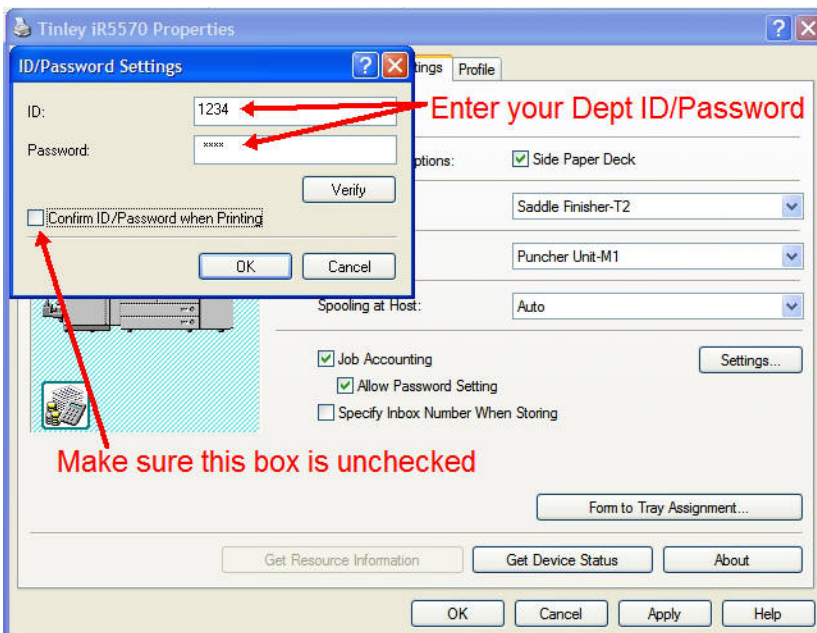 Tinley iR5570 Properties
ID/Password Settings
tings Profile
ID: 1234
Enter your Dept ID/Password
Password: ****
ptions: Side Paper Deck
Verify
Saddle Finisher-T2
Confirm ID/Password when Printing
Puncher Unit-M1
OK Cancel
Spooling at Host: Auto
Job Accounting Settings...
Allow Password Setting
Specify Inbox Number When Storing
Make sure this box is unchecked
Form to Tray Assignment...
Get Resource Information Get Device Status About
OK Cancel Apply Help